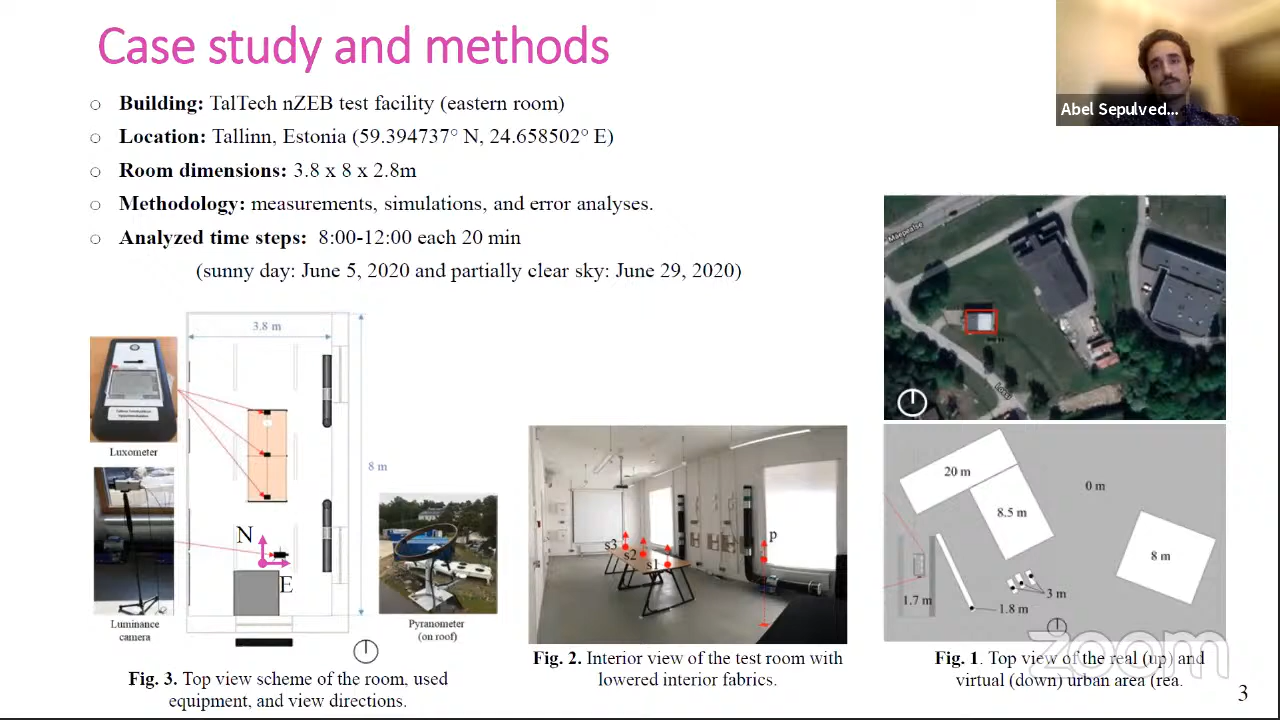 Case study and methods
Abel Sepulved...
○ Building: TalTech nZEB test facility (eastern room)
○ Location: Tallinn, Estonia (59.394737° N, 24.658502° E)
○ Room dimensions: 3.8 x 8 x 2.8m
○ Methodology: measurements, simulations, and error analyses.
○ Analyzed time steps: 8:00-12:00 each 20 min
(sunny day: June 5, 2020 and partially clear sky: June 29, 2020)
3.8 m
8 m
N
E
Luxometer
Luminance
camera
Pyranometer
(on roof)
Fig. 3. Top view scheme of the room, used
equipment, and view directions.
s3
s2
s1
p
Fig. 2. Interior view of the test room with
lowered interior fabrics.
Mäepealse
20 m
0 m
8.5 m
8 m
1.7 m
3 m
1.8 m
zoom
Fig. 1. Top view of the real (up) and
virtual (down) urban area (rea.
3